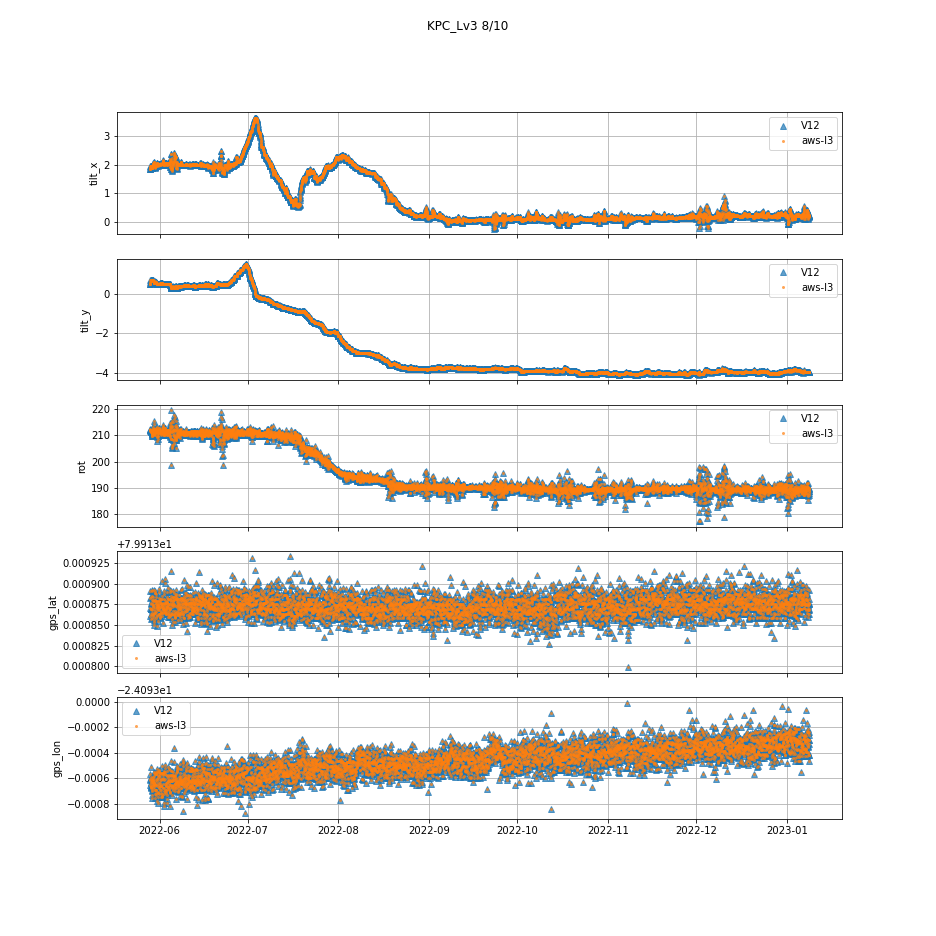 KPC_Lv3 8/10
tilt_x
3
2
1
0
V12
aws-l3
tilt_y
0
−2
−4
V12
aws-l3
rot
220
210
200
190
180
V12
aws-l3
+7.9913e1
gps_lat
0.000925
0.000900
0.000875
0.000850
0.000825
0.000800
V12
aws-l3
−2.4093e1
gps_lon
0.0000
−0.0002
−0.0004
−0.0006
−0.0008
V12
aws-l3
2022-06 2022-07 2022-08 2022-09 2022-10 2022-11 2022-12 2023-01